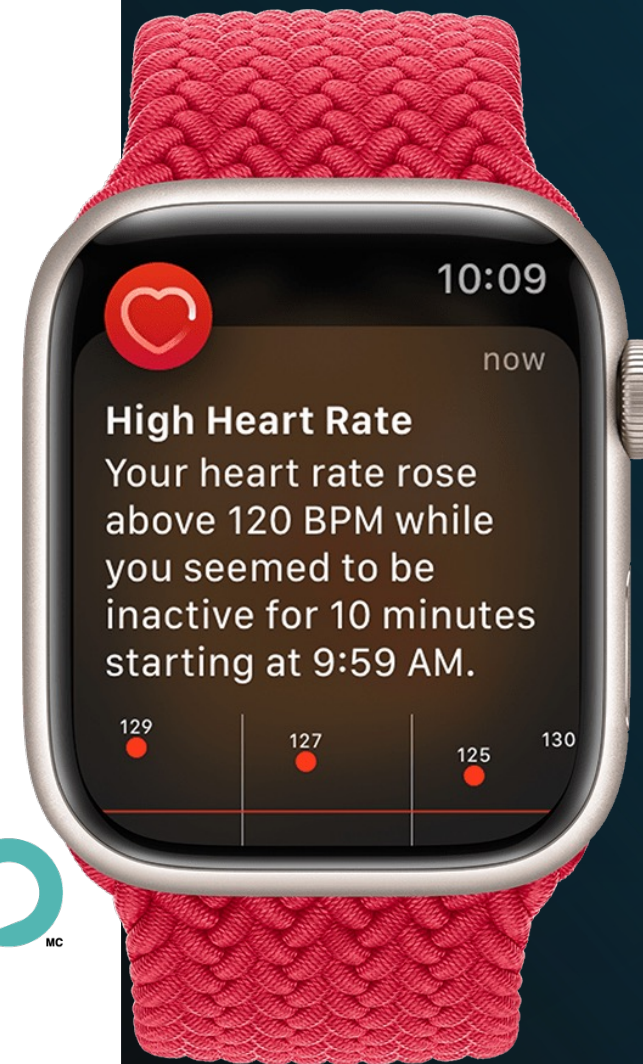 10:09
now
High Heart Rate
Your heart rate rose
above 120 BPM while
you seemed to be
inactive for 10 minutes
starting at 9:59 AM.
129
127
125
130
MC